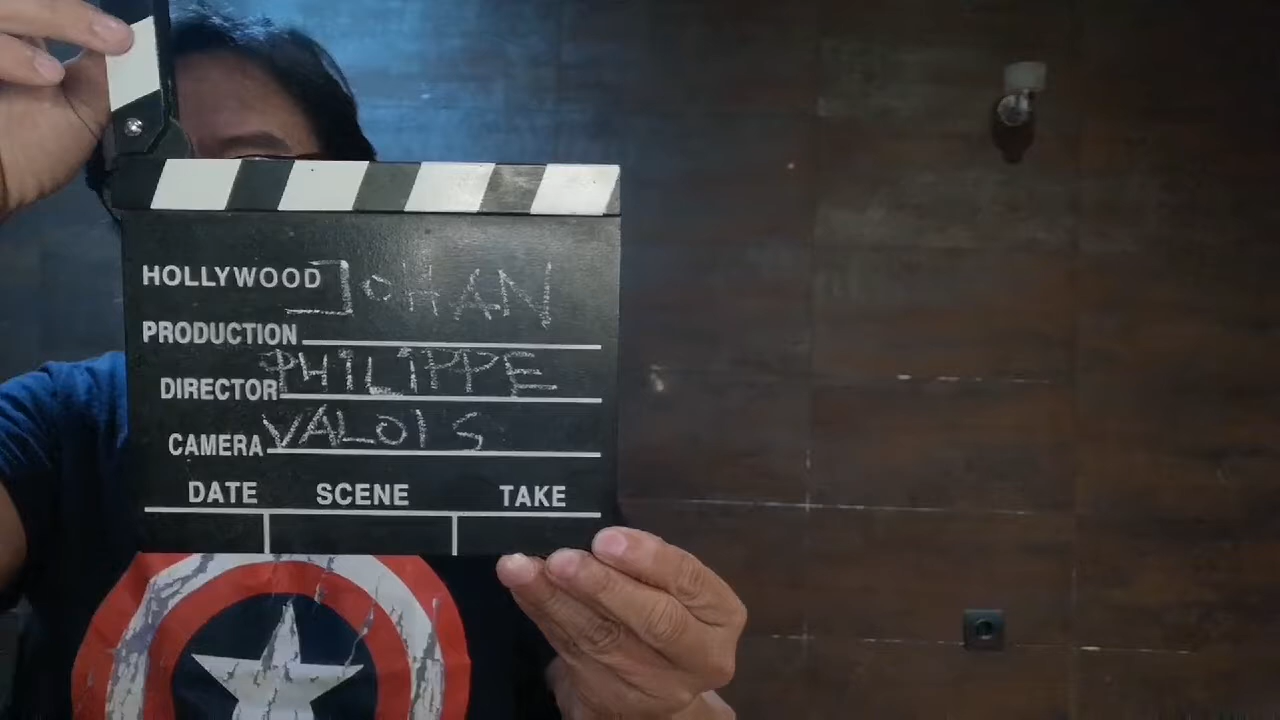 HOLLYWOOD JOHAN
PRODUCTION
DIRECTOR PHILIPPE
CAMERA VALOIS
DATE SCENE TAKE